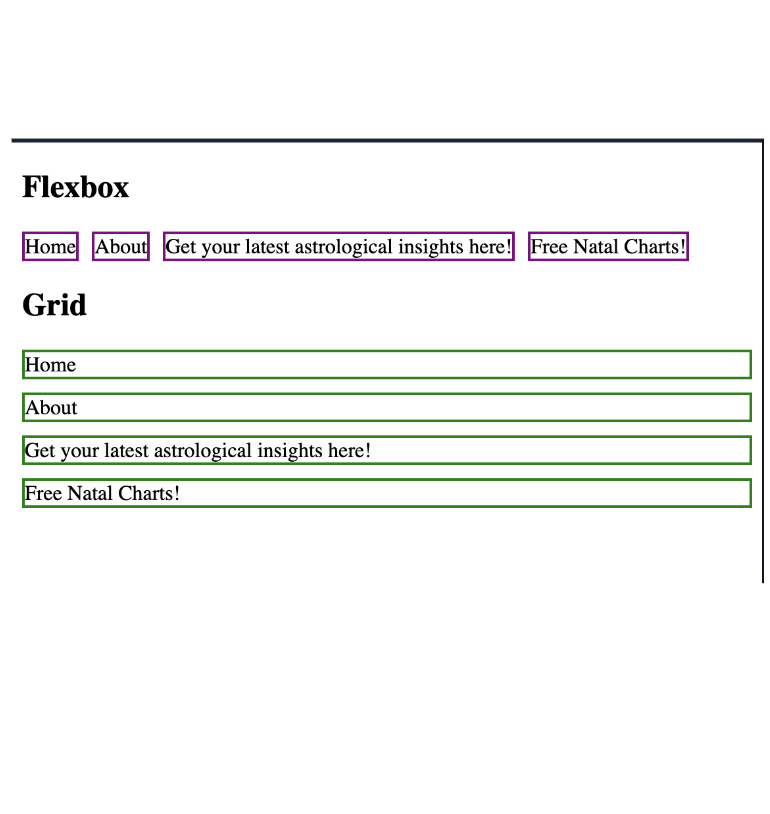 Flexbox
Home About Get your latest astrological insights here! Free Natal Charts!
Grid
Home
About
Get your latest astrological insights here!
Free Natal Charts!